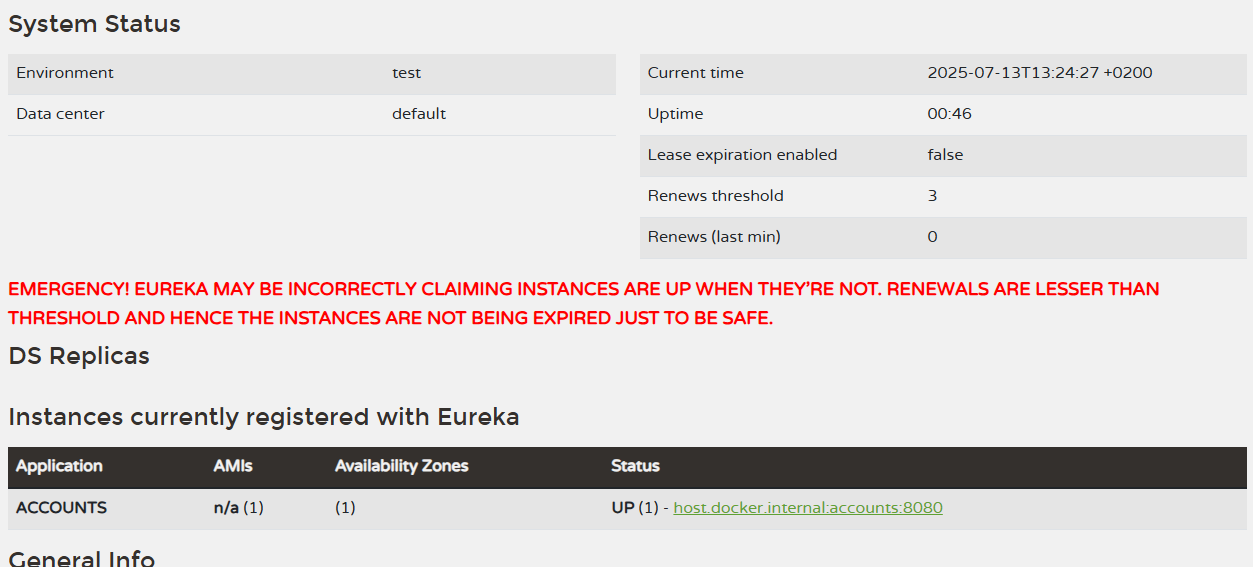 System Status
Environment test
Data center default
Current time 2025-07-13T13:24:27 +0200
Uptime 00:46
Lease expiration enabled false
Renews threshold 3
Renews (last min) 0
EMERGENCY! EUREKA MAY BE INCORRECTLY CLAIMING INSTANCES ARE UP WHEN THEY'RE NOT. RENEWALS ARE LESSER THAN
THRESHOLD AND HENCE THE INSTANCES ARE NOT BEING EXPIRED JUST TO BE SAFE.
DS Replicas
Instances currently registered with Eureka
Application AMIs Availability Zones Status
ACCOUNTS n/a (1) (1) UP (1) - host.docker.internal:accounts:8080
General Info